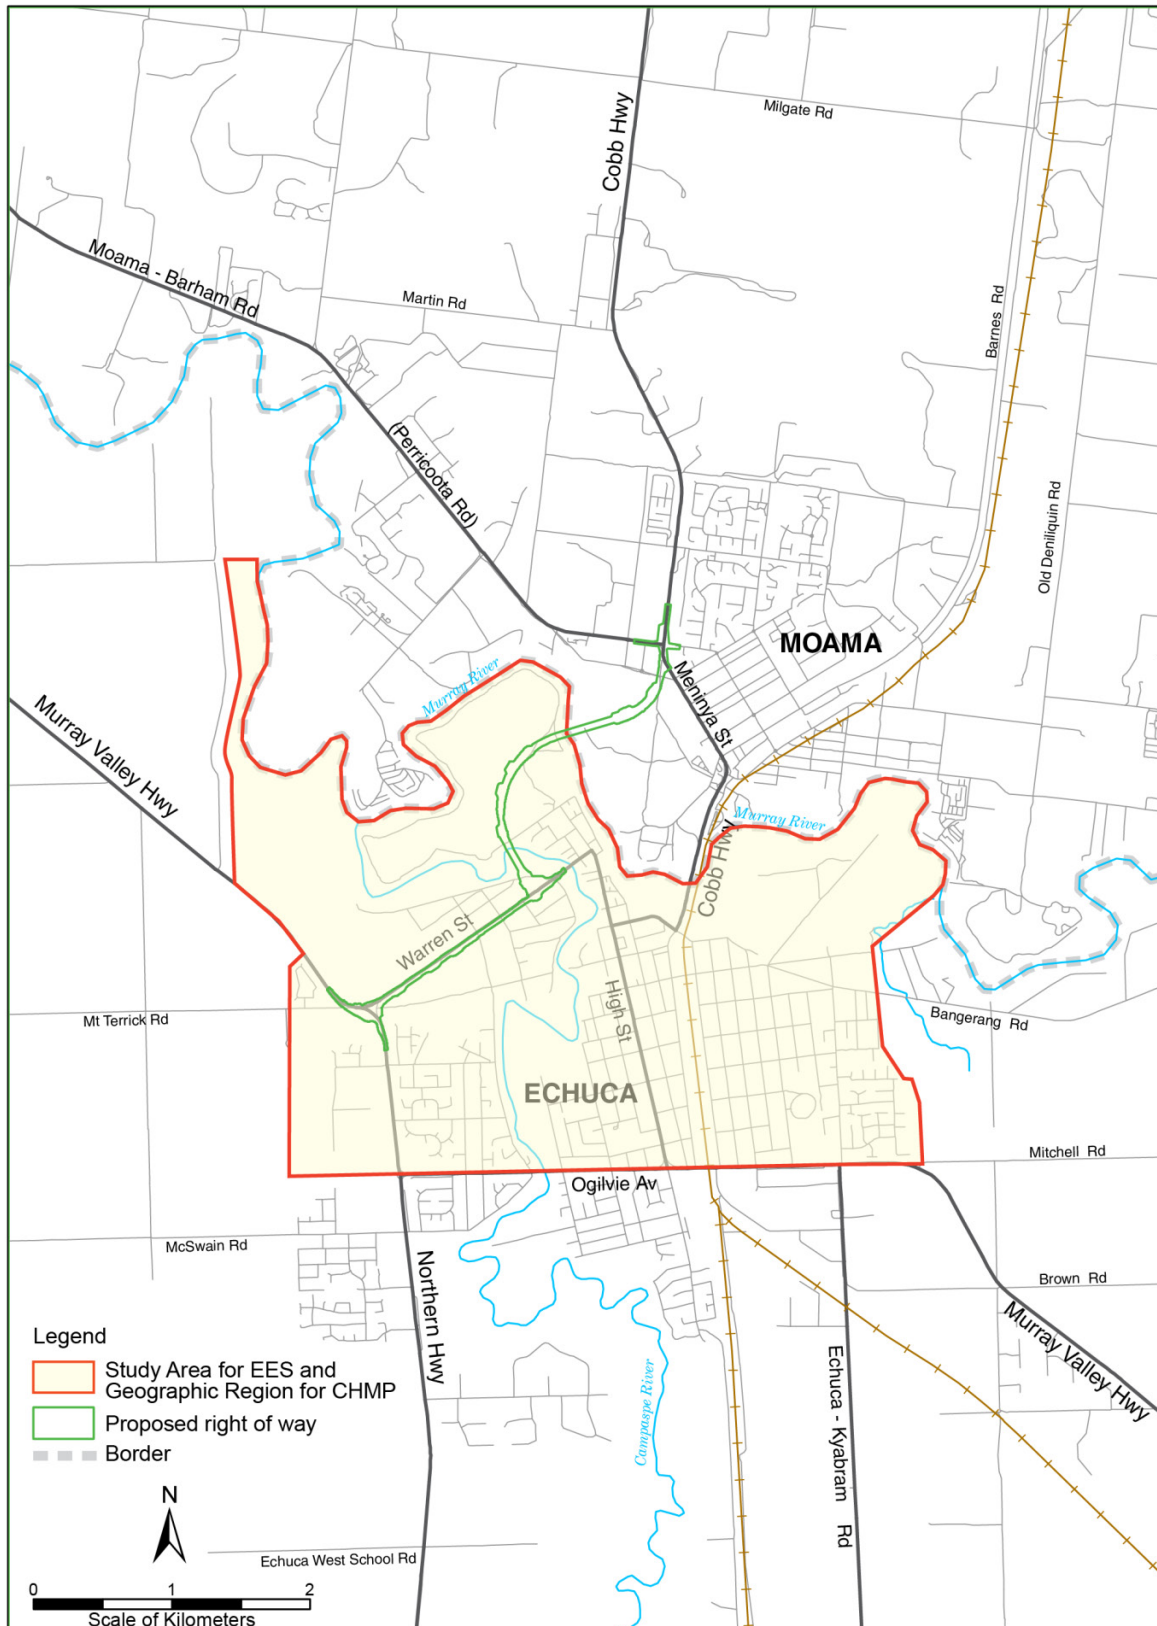 Milgate Rd
Cobb Hwy
Moama - Barham Rd
Martin Rd
Barnes Rd
(Perricoota Rd)
Old Deniliquin Rd
MOAMA
Murray River
Meninya St
Murray Valley Hwy
Murray River
Cobb Hwy
Warren St
High St
Mt Terrick Rd
Bangerang Rd
ECHUCA
Mitchell Rd
Ogilvie Av
McSwain Rd
Brown Rd
Northern Hwy
Murray Valley Hwy
Campaspe River
Echuca - Kyabram Rd
Legend
Study Area for EES and
Geographic Region for CHMP
Proposed right of way
Border
N
Echuca West School Rd
0 1 2
Scale of Kilometers